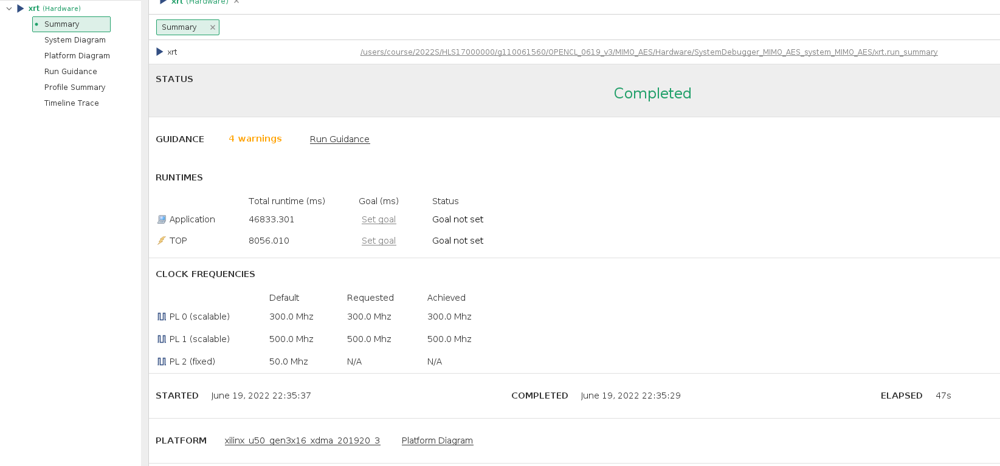 xrt (Hardware)
Summary
System Diagram
Platform Diagram
Run Guidance
Profile Summary
Timeline Trace
xrt (Hardware) ×
Summary ×
xrt /users/course/2022S/HLS17000000/g110061560/OPENCL_0619_v3/MIMO_AES/Hardware/SystemDebugger_MIMO_AES_system_MIMO_AES/xrt.run_summary
STATUS
Completed
GUIDANCE 4 warnings Run Guidance
RUNTIMES
Total runtime (ms) Goal (ms) Status
Application 46833.301 Set goal Goal not set
TOP 8056.010 Set goal Goal not set
CLOCK FREQUENCIES
Default Requested Achieved
PL 0 (scalable) 300.0 Mhz 300.0 Mhz 300.0 Mhz
PL 1 (scalable) 500.0 Mhz 500.0 Mhz 500.0 Mhz
PL 2 (fixed) 50.0 Mhz N/A N/A
STARTED June 19, 2022 22:35:37 COMPLETED June 19, 2022 22:35:29 ELAPSED 47s
PLATFORM xilinx_u50_gen3x16_xdma_201920_3 Platform Diagram